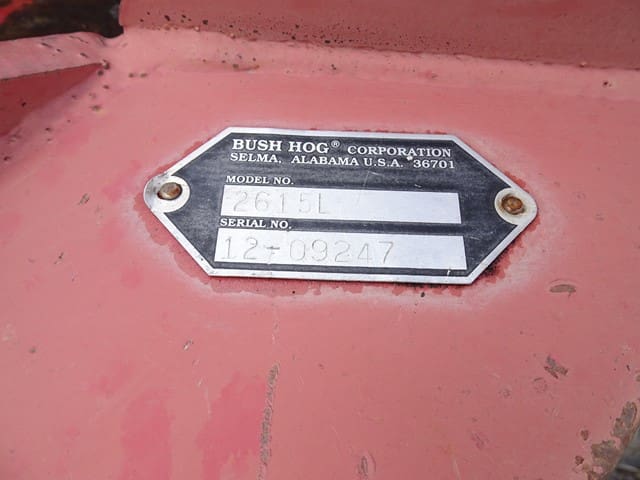 BUSH HOG® CORPORATION
SELMA, ALABAMA U.S.A. 36701
MODEL NO.
2615L
SERIAL NO.
12-09247